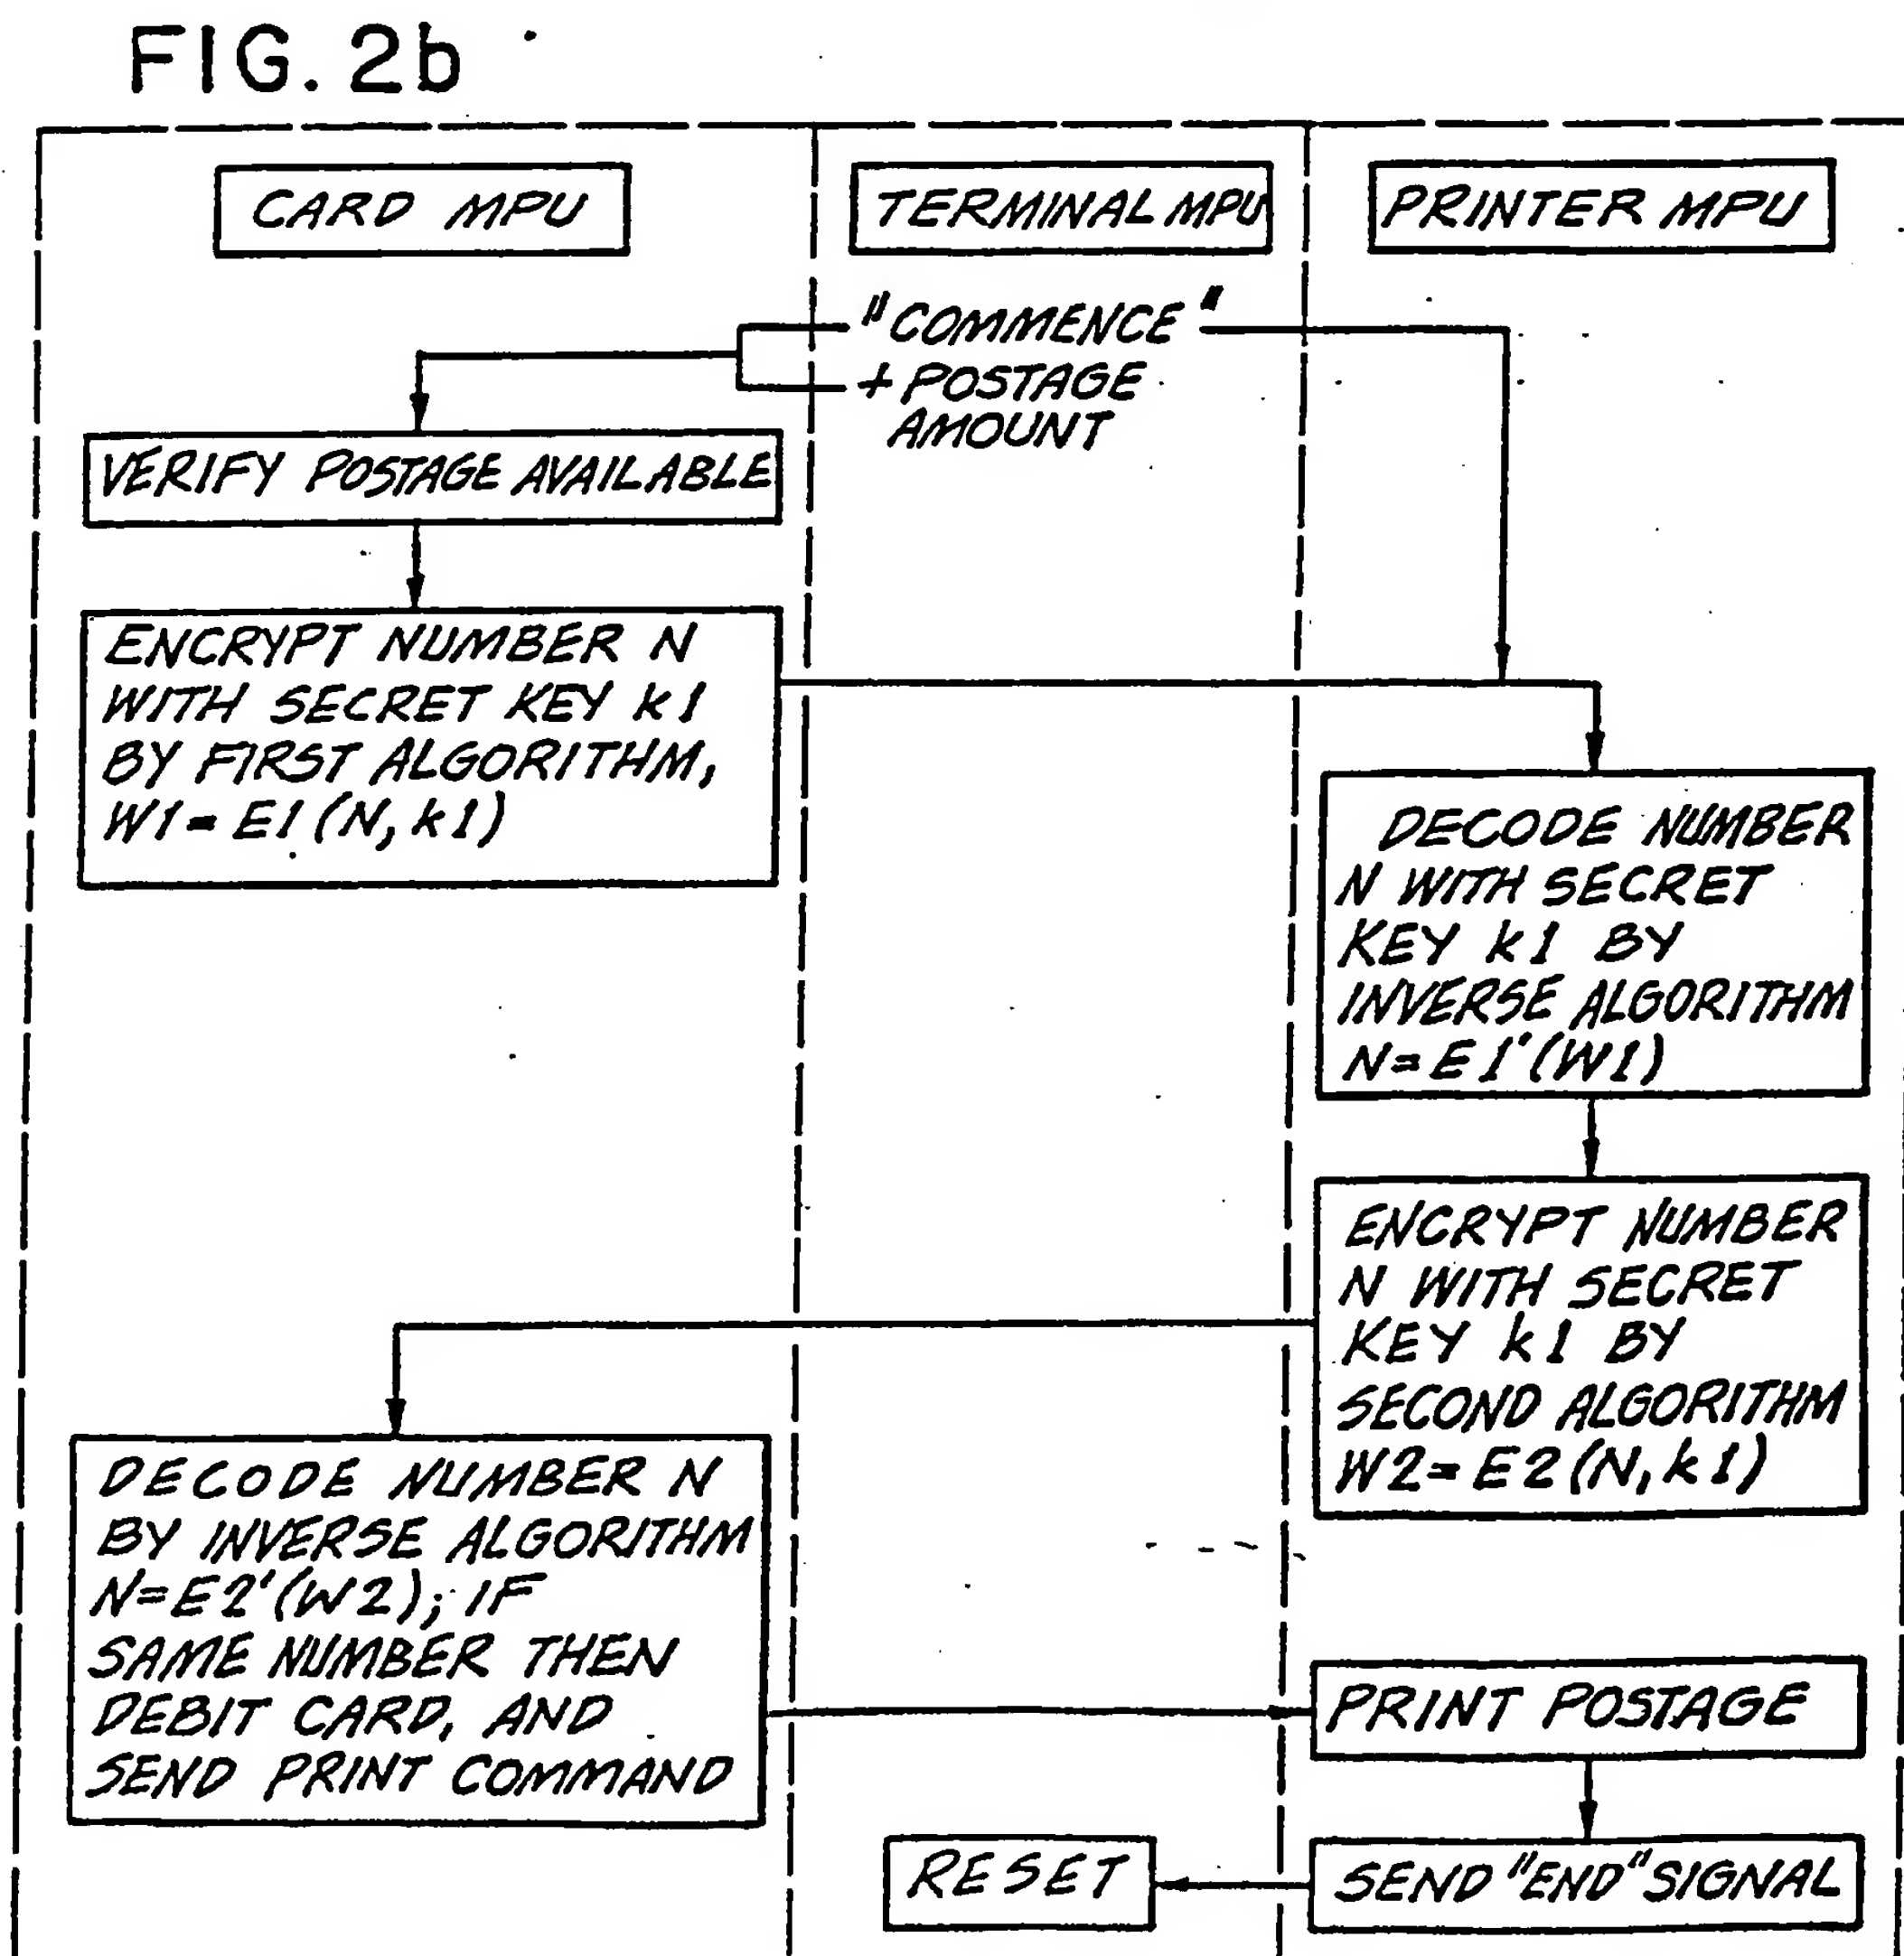 FIG. 2b
CARD MPU
TERMINAL MPU
PRINTER MPU
"COMMENCE"
+ POSTAGE
AMOUNT
VERIFY POSTAGE AVAILABLE
ENCRYPT NUMBER N
WITH SECRET KEY k1
BY FIRST ALGORITHM,
W1= E1 (N, k1)
DECODE NUMBER
N WITH SECRET
KEY k1 BY
INVERSE ALGORITHM
N= E1'(W1)
ENCRYPT NUMBER
N WITH SECRET
KEY k1 BY
SECOND ALGORITHM
W2= E2 (N, k1)
DECODE NUMBER N
BY INVERSE ALGORITHM
N=E2'(W2); IF
SAME NUMBER THEN
DEBIT CARD, AND
SEND PRINT COMMAND
PRINT POSTAGE
RESET
SEND "END" SIGNAL